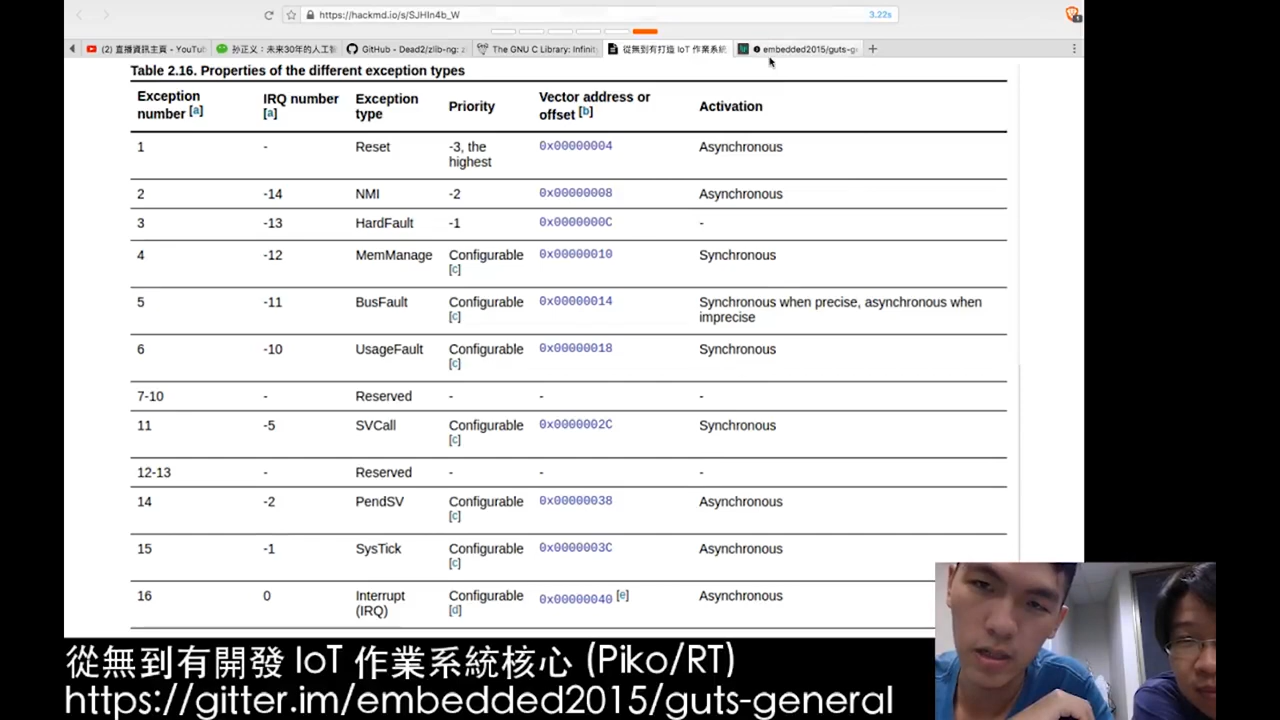 https://hackmd.io/s/SJHIn4b_W 3.22s
(2) 直播資訊主頁 - YouTu
孙正义：未来30年的人工智
GitHub - Dead2/zlib-ng: z
The GNU C Library: Infinit
從無到有打造 IoT 作業系統
embedded2015/guts-g
Table 2.16. Properties of the different exception types
Exception number [a] IRQ number [a] Exception type Priority Vector address or offset [b] Activation
1 - Reset -3, the highest 0x00000004 Asynchronous
2 -14 NMI -2 0x00000008 Asynchronous
3 -13 HardFault -1 0x0000000C -
4 -12 MemManage Configurable [c] 0x00000010 Synchronous
5 -11 BusFault Configurable [c] 0x00000014 Synchronous when precise, asynchronous when imprecise
6 -10 UsageFault Configurable [c] 0x00000018 Synchronous
7-10 - Reserved - - -
11 -5 SVCall Configurable [c] 0x0000002C Synchronous
12-13 - Reserved - - -
14 -2 PendSV Configurable [c] 0x00000038 Asynchronous
15 -1 SysTick Configurable [c] 0x0000003C Asynchronous
16 0 Interrupt (IRQ) Configurable [d] 0x00000040 [e] Asynchronous
從無到有開發 IoT 作業系統核心 (Piko/RT)
https://gitter.im/embedded2015/guts-general